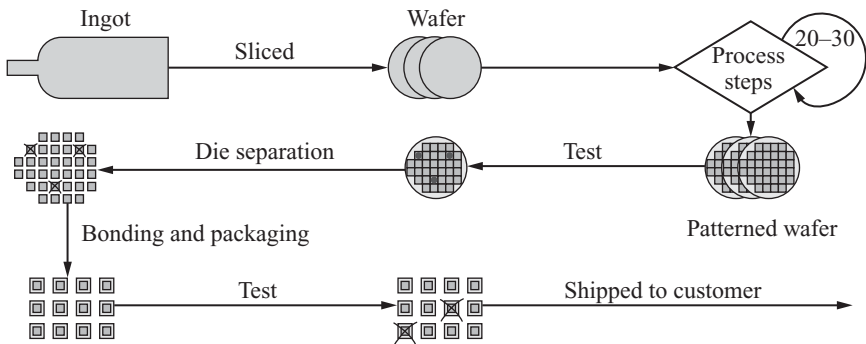 Ingot
Wafer
Sliced
20–30
Process
steps
Die separation
Test
Patterned wafer
Bonding and packaging
Test
Shipped to customer